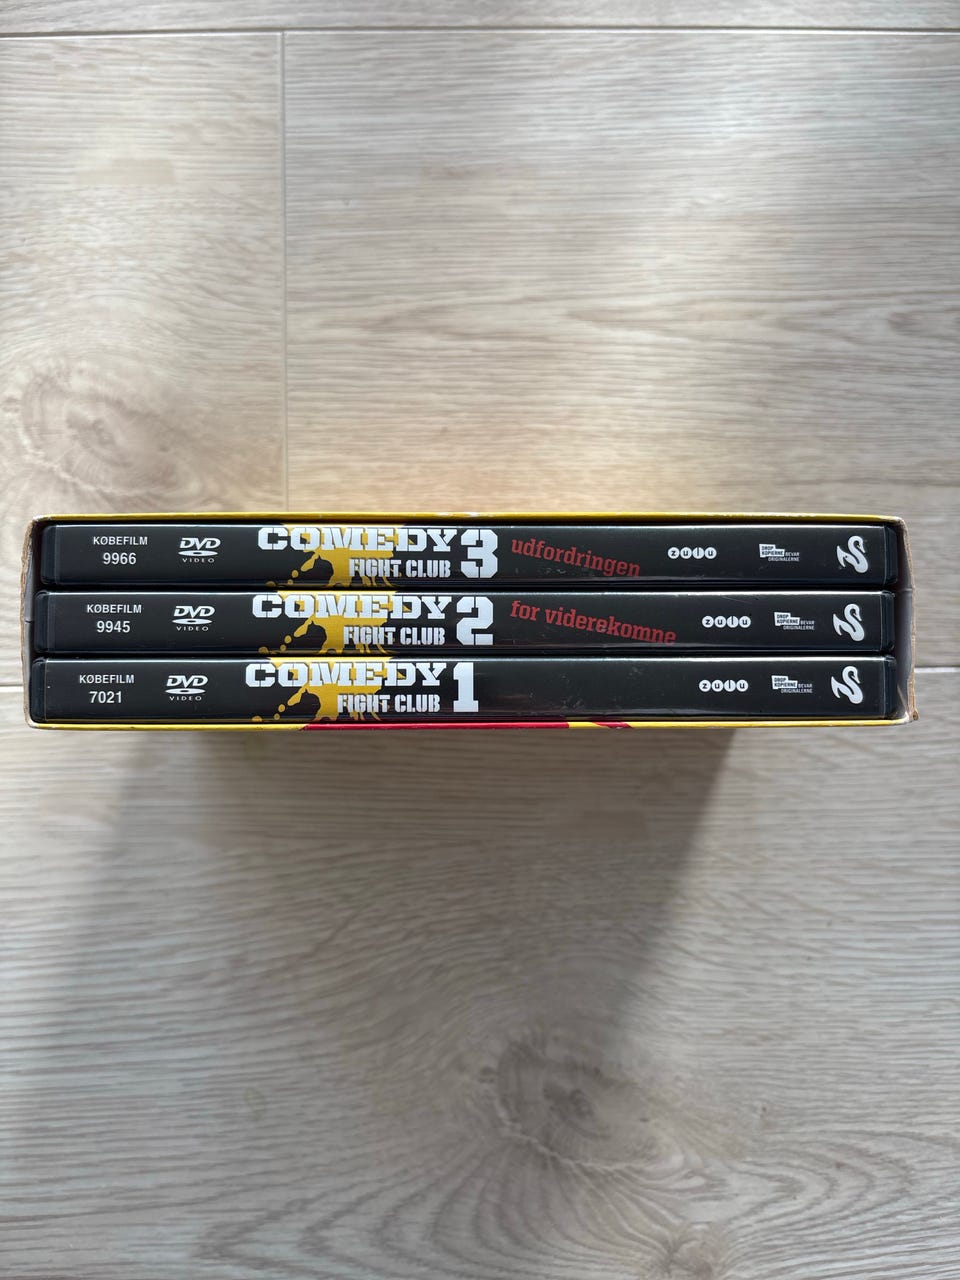 KØBEFILM
9966
DVD
VIDEO
COMEDY 3
FIGHT CLUB
udfordringen
zulu
DROP
KOPIERNE BEVAR
ORIGINALERNE
KØBEFILM
9945
DVD
VIDEO
COMEDY 2
FIGHT CLUB
for viderekomne
zulu
DROP
KOPIERNE BEVAR
ORIGINALERNE
KØBEFILM
7021
DVD
VIDEO
COMEDY 1
FIGHT CLUB
zulu
DROP
KOPIERNE BEVAR
ORIGINALERNE